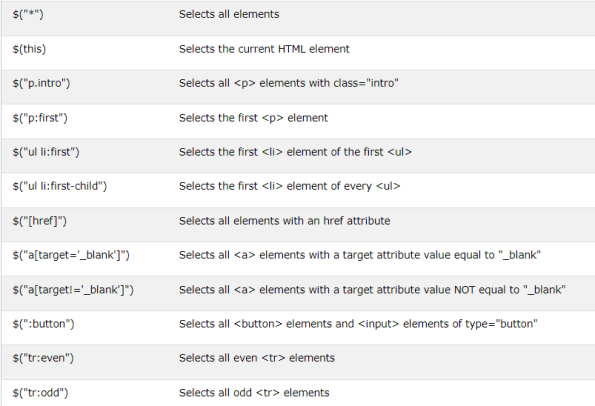 $("*") Selects all elements
$(this) Selects the current HTML element
$("p.intro") Selects all <p> elements with class="intro"
$("p:first") Selects the first <p> element
$("ul li:first") Selects the first <li> element of the first <ul>
$("ul li:first-child") Selects the first <li> element of every <ul>
$("[href]") Selects all elements with an href attribute
$("a[target='_blank']") Selects all <a> elements with a target attribute value equal to "_blank"
$("a[target!='_blank']") Selects all <a> elements with a target attribute value NOT equal to "_blank"
$(":button") Selects all <button> elements and <input> elements of type="button"
$("tr:even") Selects all even <tr> elements
$("tr:odd") Selects all odd <tr> elements